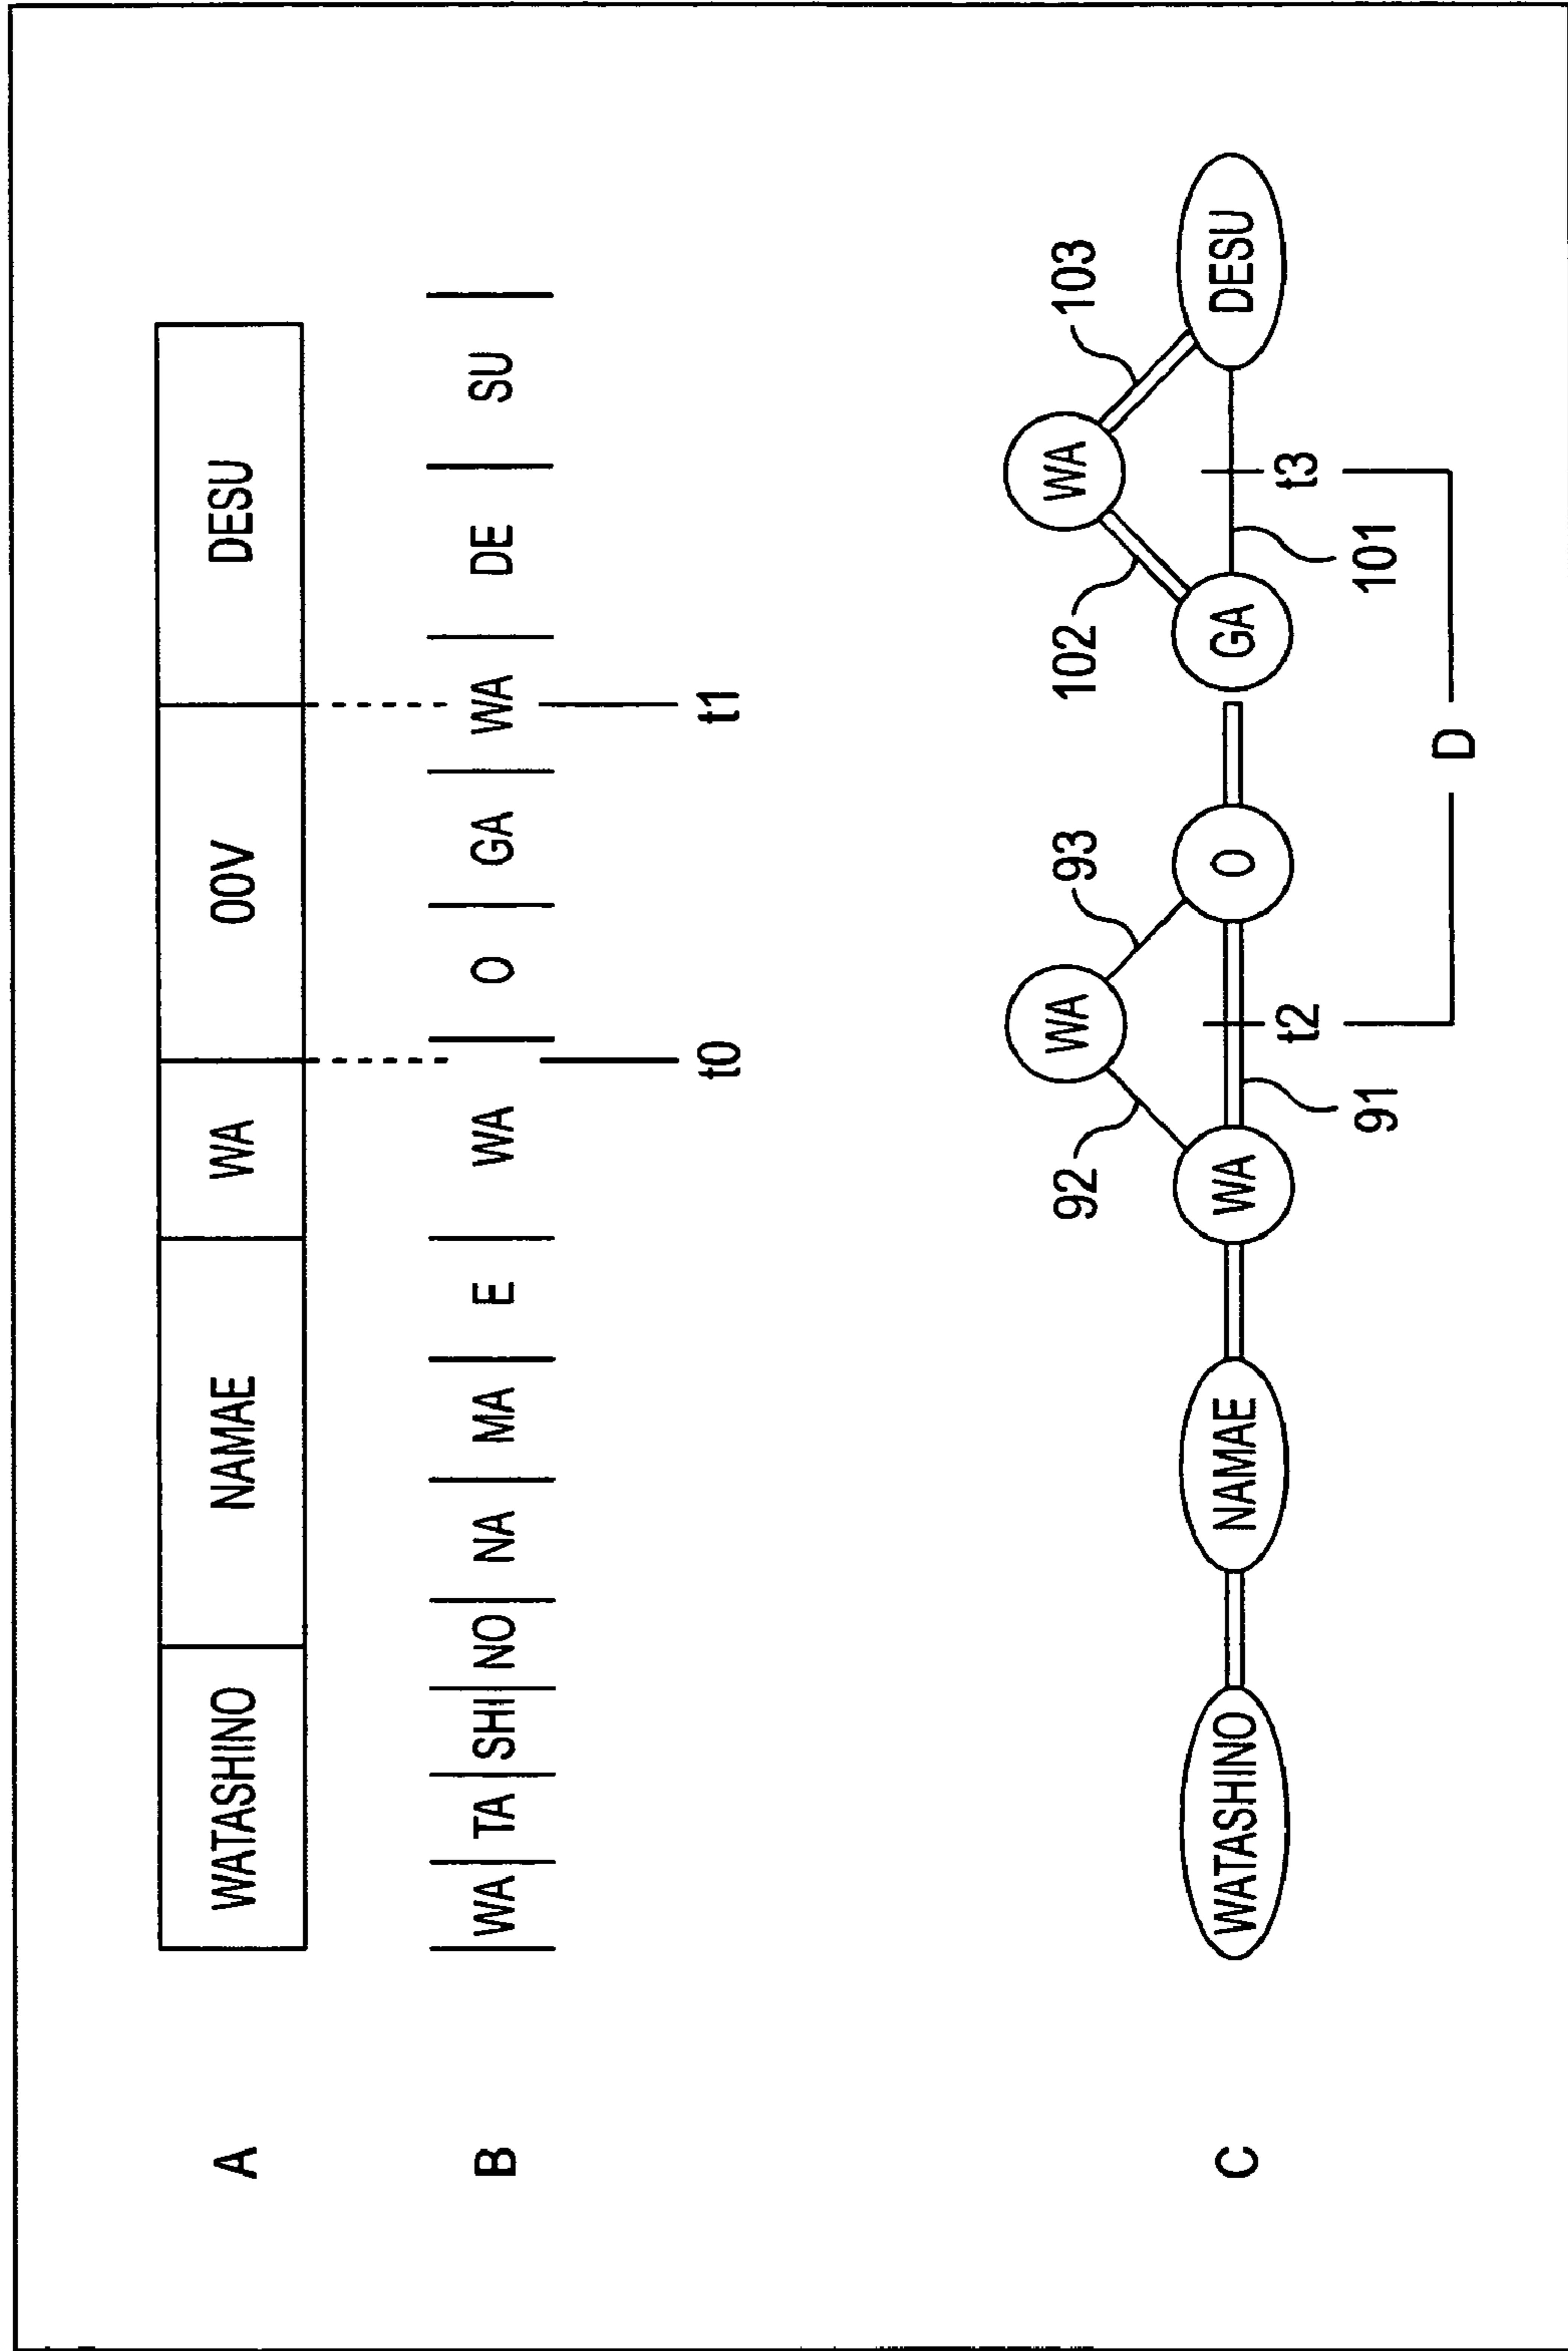 A WATASHINO NAMAE WA OOV DESU
B WA TA SHI NO NA MA E WA O GA WA DE SU
t0 t1
92 WA 93 102 WA 103
C WATASHINO NAMAE WA O GA DESU
91 t2 101 t3
D